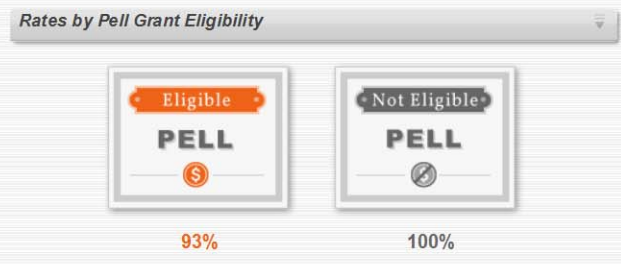 Rates by Pell Grant Eligibility
Eligible Not Eligible
PELL PELL
$ $
93% 100%